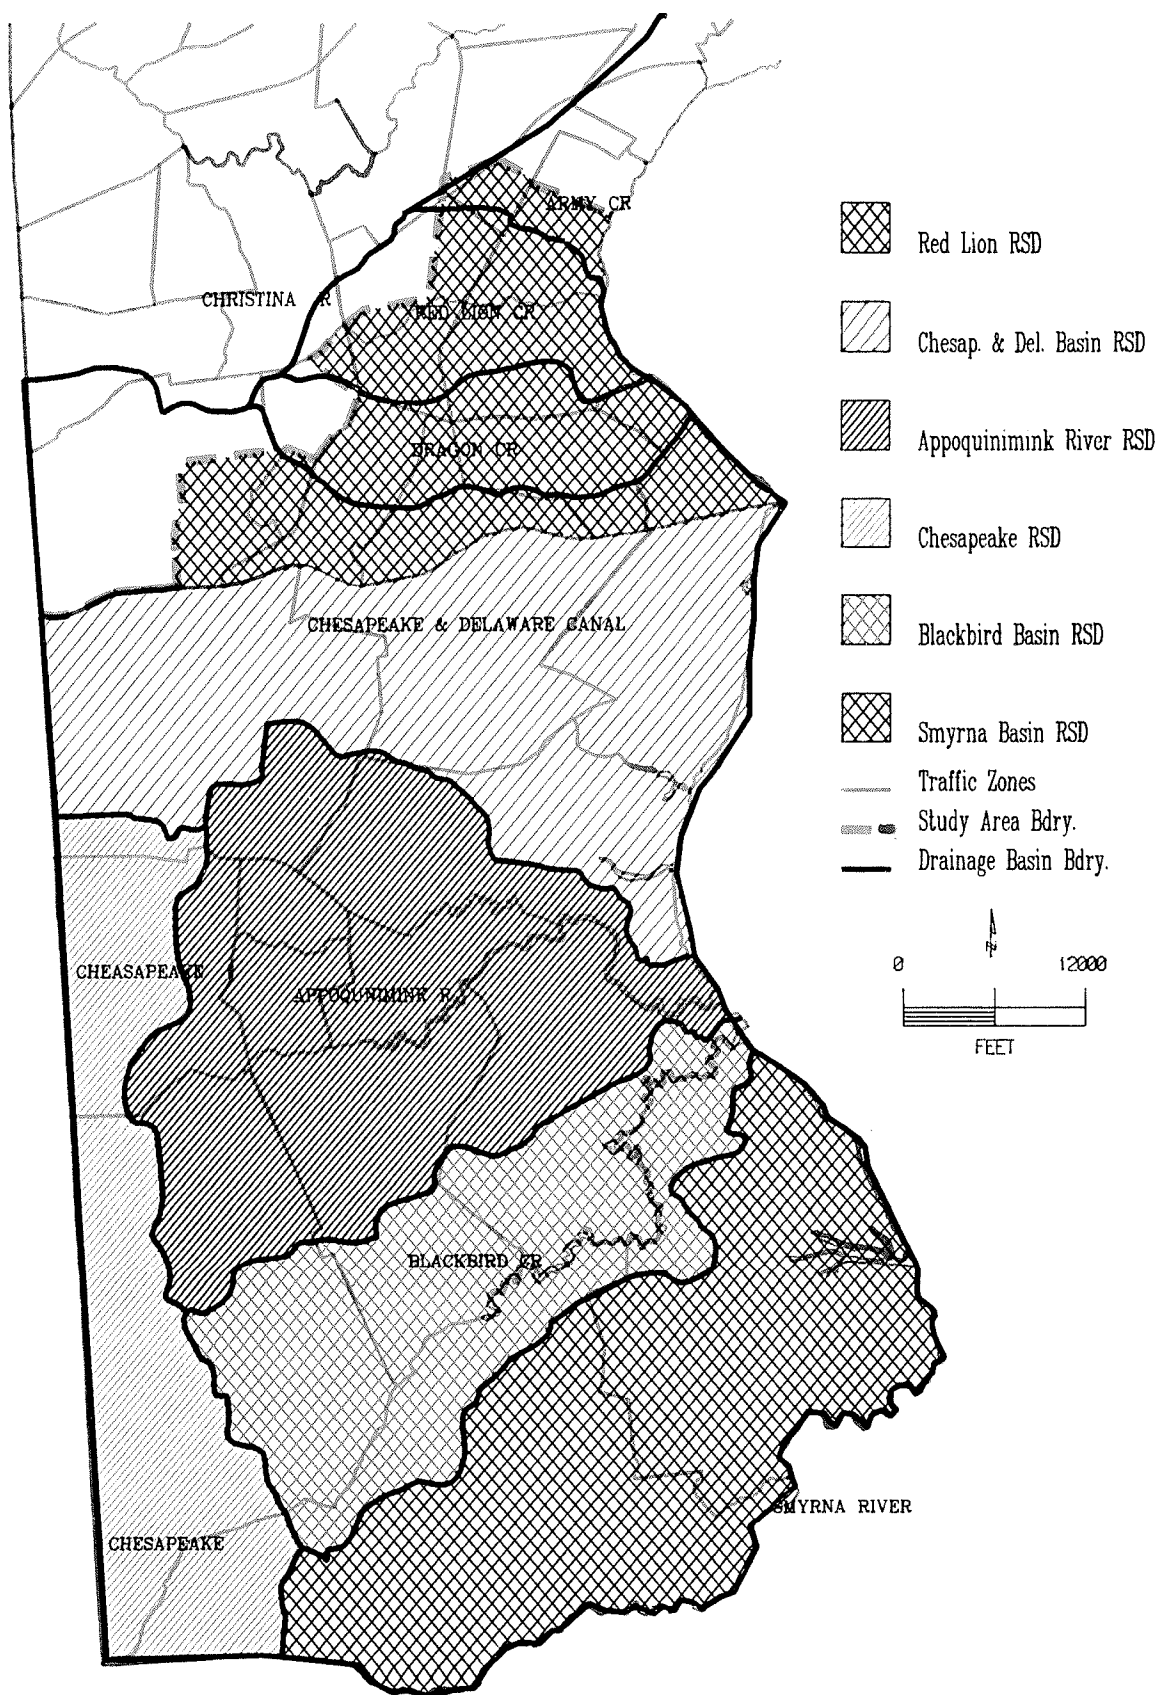 ARMY CR
CHRISTINA R
RED LION CR
DRAGON CR
CHESAPEAKE & DELAWARE CANAL
CHEASAPEAKE
APPOQUNIMINK R
BLACKBIRD CR
SMYRNA RIVER
CHESAPEAKE
Red Lion RSD
Chesap. & Del. Basin RSD
Appoquinimink River RSD
Chesapeake RSD
Blackbird Basin RSD
Smyrna Basin RSD
Traffic Zones
Study Area Bdry.
Drainage Basin Bdry.
N
0 12000
FEET